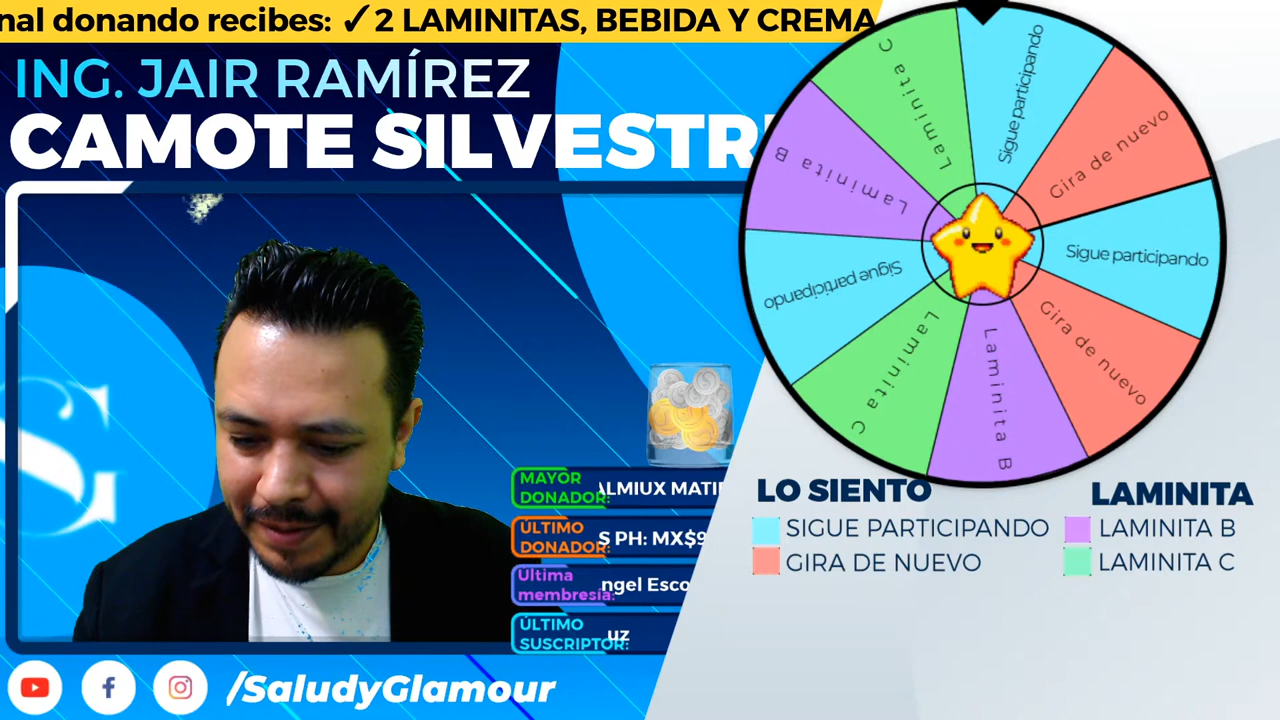 nal donando recibes: ✓2 LAMINITAS, BEBIDA Y CREMA
ING. JAIR RAMÍREZ
CAMOTE SILVESTR
Sigue participando
Gira de nuevo
Sigue participando
Gira de nuevo
Laminita B
Laminita C
Sigue participando
Laminita B
Laminita C
S
MAYOR DONADOR:
ALMIUX MATI
ÚLTIMO DONADOR:
S PH: MX$9
Última membresía:
ngel Esco
ÚLTIMO SUSCRIPTOR:
uz
LO SIENTO
SIGUE PARTICIPANDO
GIRA DE NUEVO
LAMINITA
LAMINITA B
LAMINITA C
/SaludyGlamour